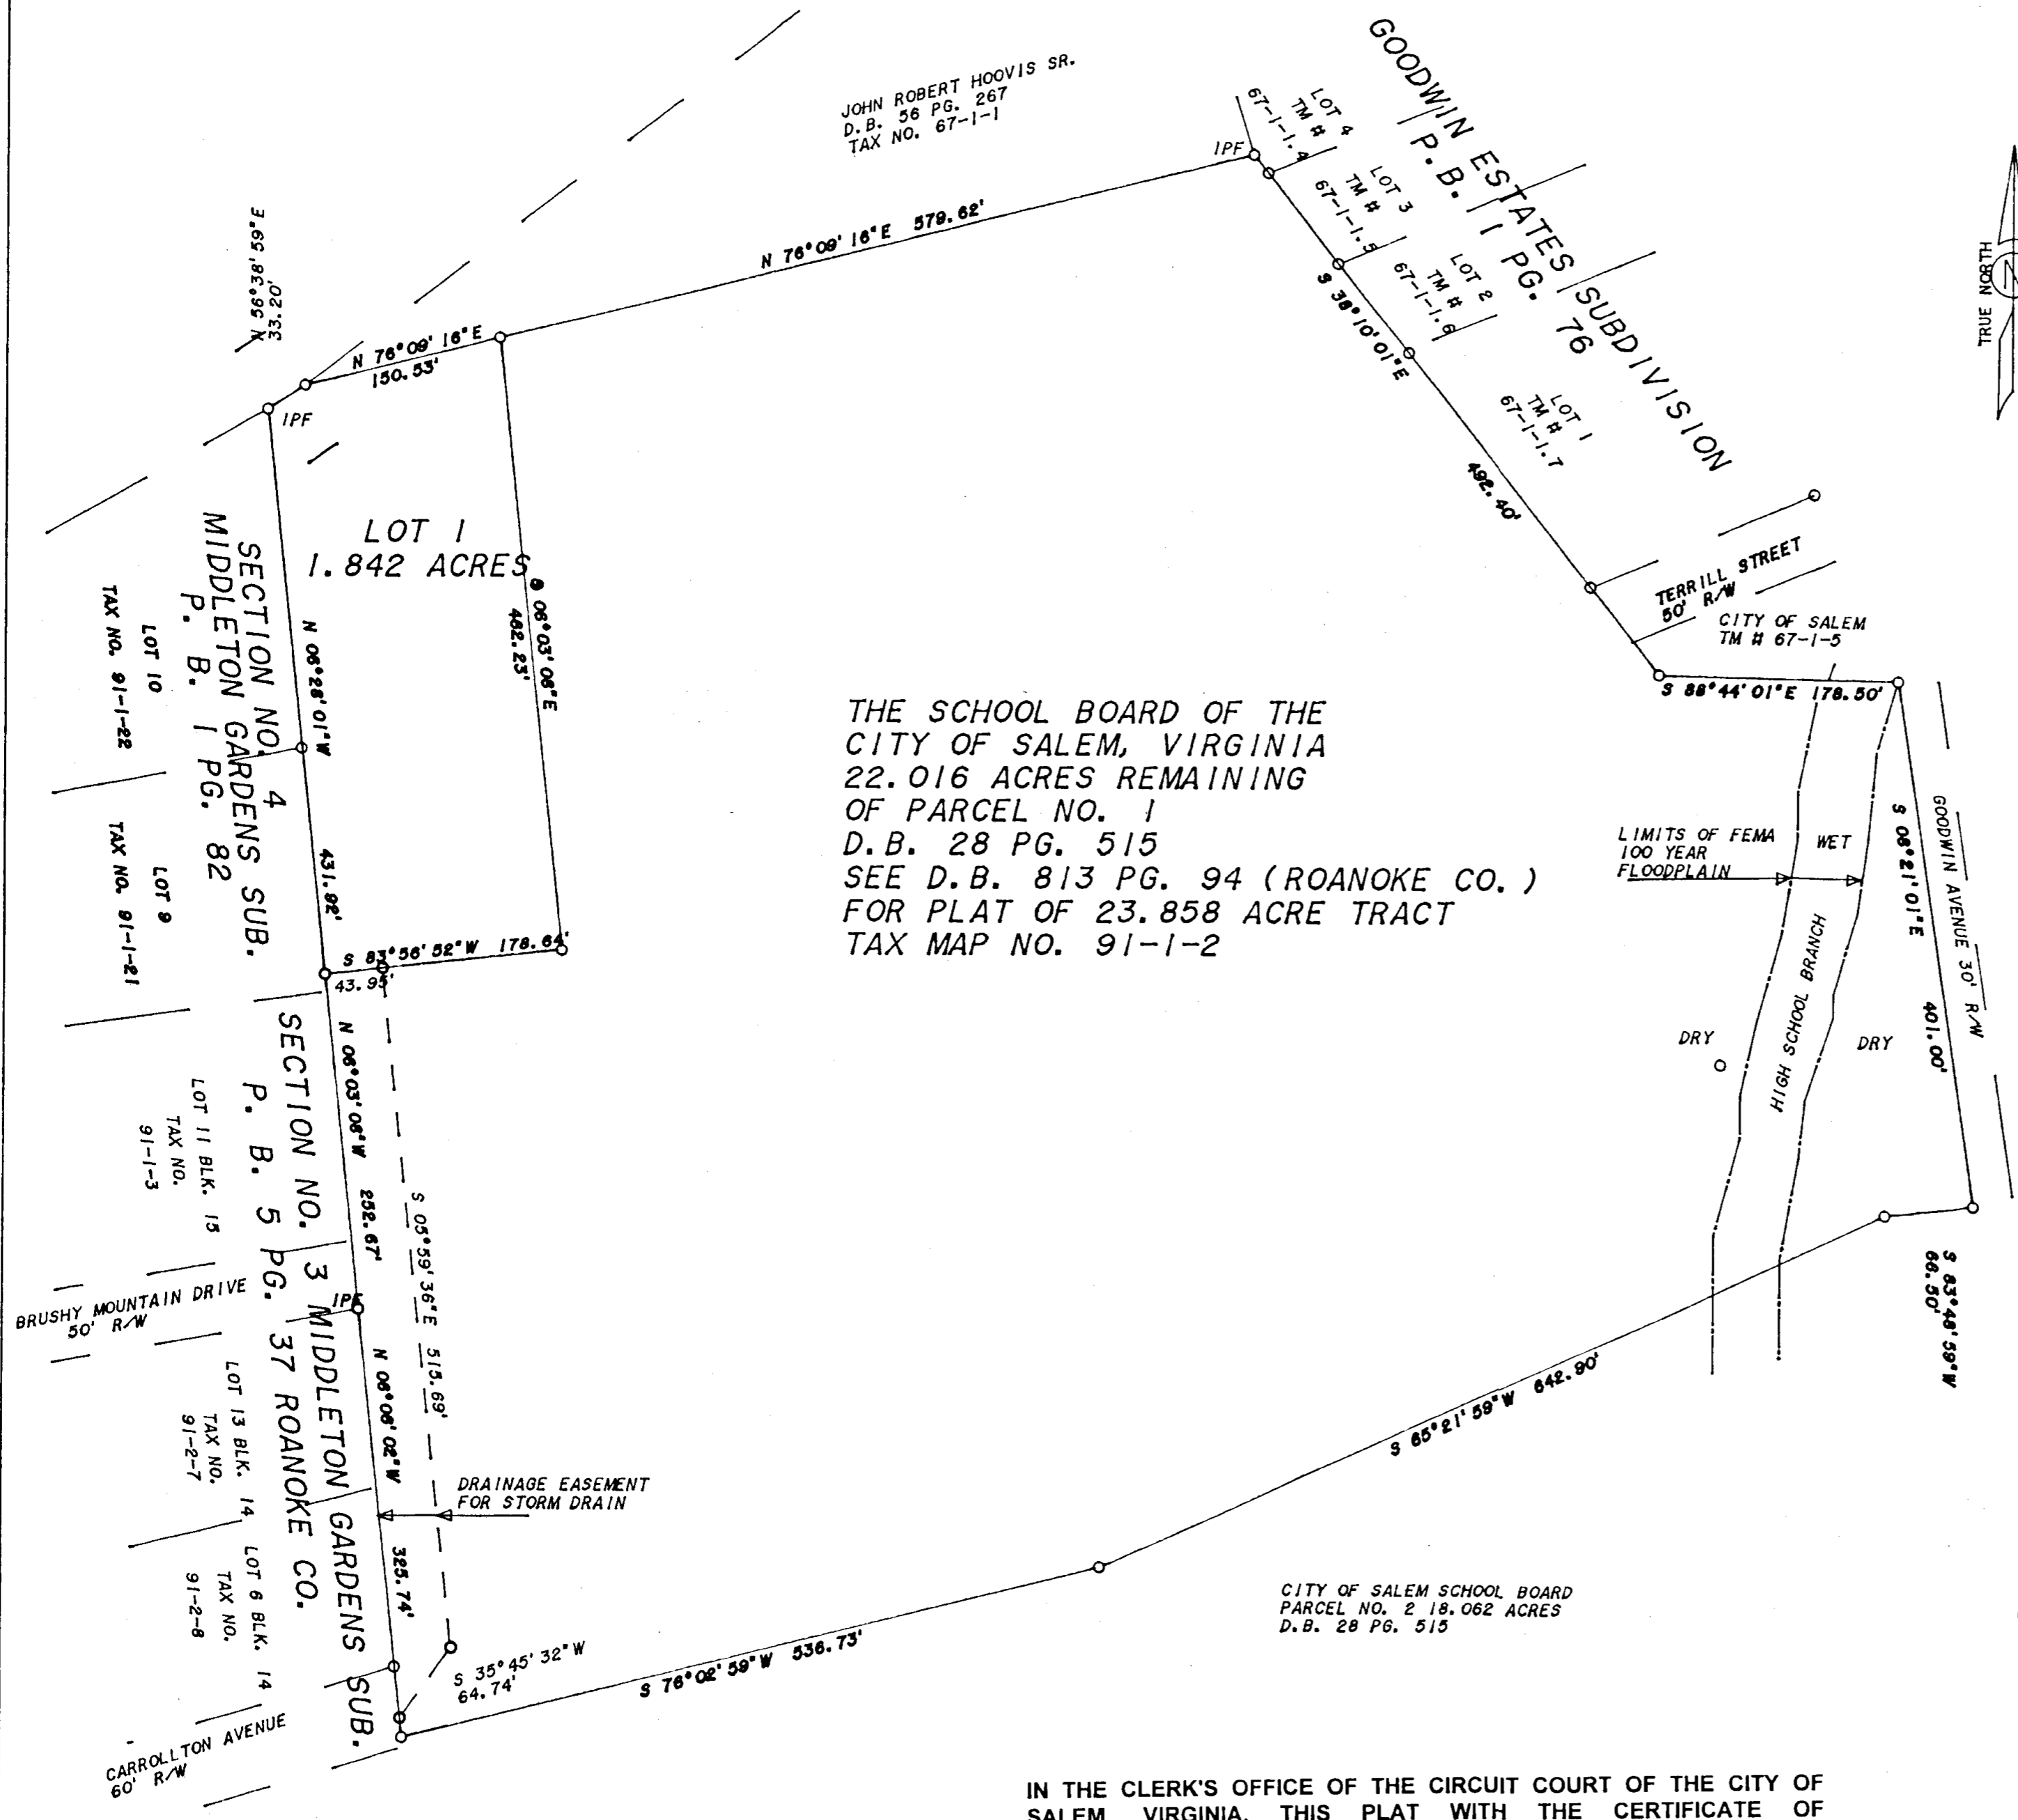 JOHN ROBERT HOOVIS SR.
D.B. 56 PG. 267
TAX NO. 67-1-1
GOODWIN ESTATES SUBDIVISION
P.B. 1 PG. 76
LOT 4
TM #
67-1-1.4
LOT 3
TM #
67-1-1.5
LOT 2
TM #
67-1-1.6
LOT 1
TM #
67-1-1.7
IPF
N 76°09'16"E 579.62'
S 38°10'01"E
492.40'
TRUE NORTH
N 56°38'59"E
33.20'
N 76°09'16"E
150.53'
IPF
LOT 1
1.842 ACRES
S 06°03'08"E
462.23'
N 06°28'01"W
431.92'
SECTION NO. 4
MIDDLETON GARDENS SUB.
P. B. 1 PG. 82
LOT 10
TAX NO. 91-1-22
LOT 9
TAX NO. 91-1-21
TERRILL STREET
50' R/W
CITY OF SALEM
TM # 67-1-5
S 88°44'01"E 178.50'
THE SCHOOL BOARD OF THE
CITY OF SALEM, VIRGINIA
22.016 ACRES REMAINING
OF PARCEL NO. 1
D.B. 28 PG. 515
SEE D.B. 813 PG. 94 (ROANOKE CO.)
FOR PLAT OF 23.858 ACRE TRACT
TAX MAP NO. 91-1-2
LIMITS OF FEMA
100 YEAR
FLOODPLAIN
WET
GOODWIN AVENUE 30' R/W
S 08°21'01"E
401.00'
HIGH SCHOOL BRANCH
DRY
DRY
S 83°56'52"W 178.64'
43.95'
N 06°03'08"W 252.67'
SECTION NO. 3 MIDDLETON GARDENS SUB.
P. B. 5 PG. 37 ROANOKE CO.
LOT 11 BLK. 15
TAX NO.
91-1-3
S 05°59'36"E 515.69'
S 83°48'59"W
66.50'
BRUSHY MOUNTAIN DRIVE
50' R/W
IPF
N 06°06'02"W
325.74'
LOT 13 BLK. 14
TAX NO.
91-2-7
S 65°21'59"W 642.90'
DRAINAGE EASEMENT
FOR STORM DRAIN
LOT 6 BLK. 14
TAX NO.
91-2-8
S 35°45'32"W
64.74'
S 76°02'59"W 536.73'
CITY OF SALEM SCHOOL BOARD
PARCEL NO. 2 18.062 ACRES
D.B. 28 PG. 515
CARROLLTON AVENUE
60' R/W
IN THE CLERK'S OFFICE OF THE CIRCUIT COURT OF THE CITY OF
SALEM, VIRGINIA, THIS PLAT WITH THE CERTIFICATE OF